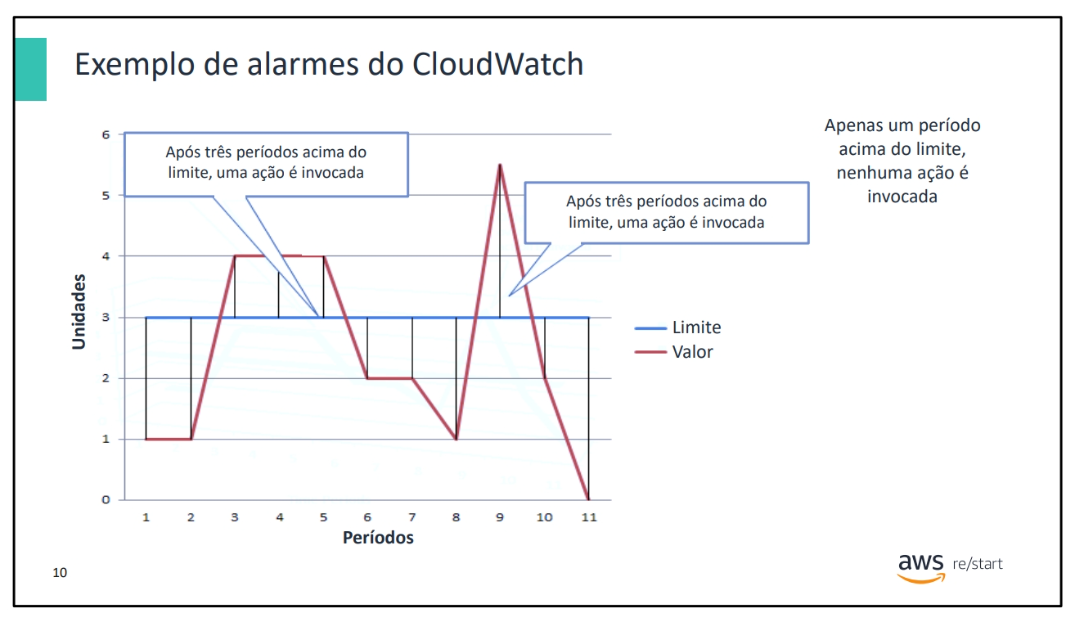 Exemplo de alarmes do CloudWatch
Após três períodos acima do
limite, uma ação é invocada
Apenas um período
acima do limite,
nenhuma ação é
invocada
Após três períodos acima do
limite, uma ação é invocada
Unidades
6
5
4
3
2
1
0
Limite
Valor
1 2 3 4 5 6 7 8 9 10 11
Períodos
10
aws re/start